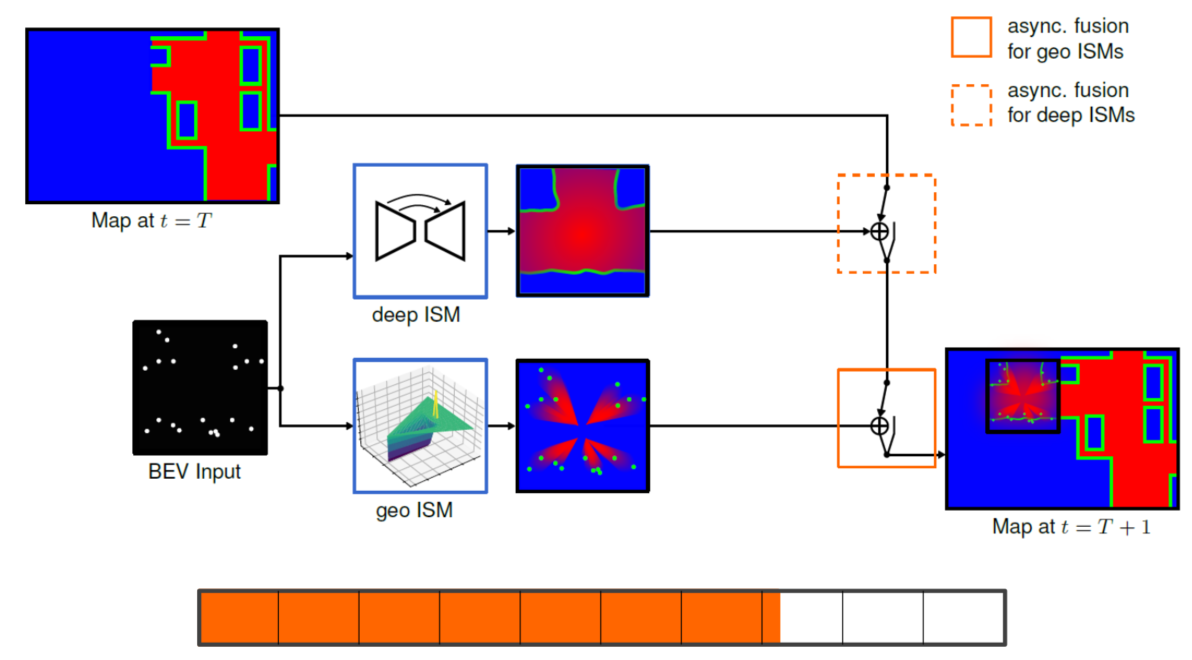 async. fusion
for geo ISMs
async. fusion
for deep ISMs
Map at t = T
deep ISM
BEV Input
geo ISM
Map at t = T + 1